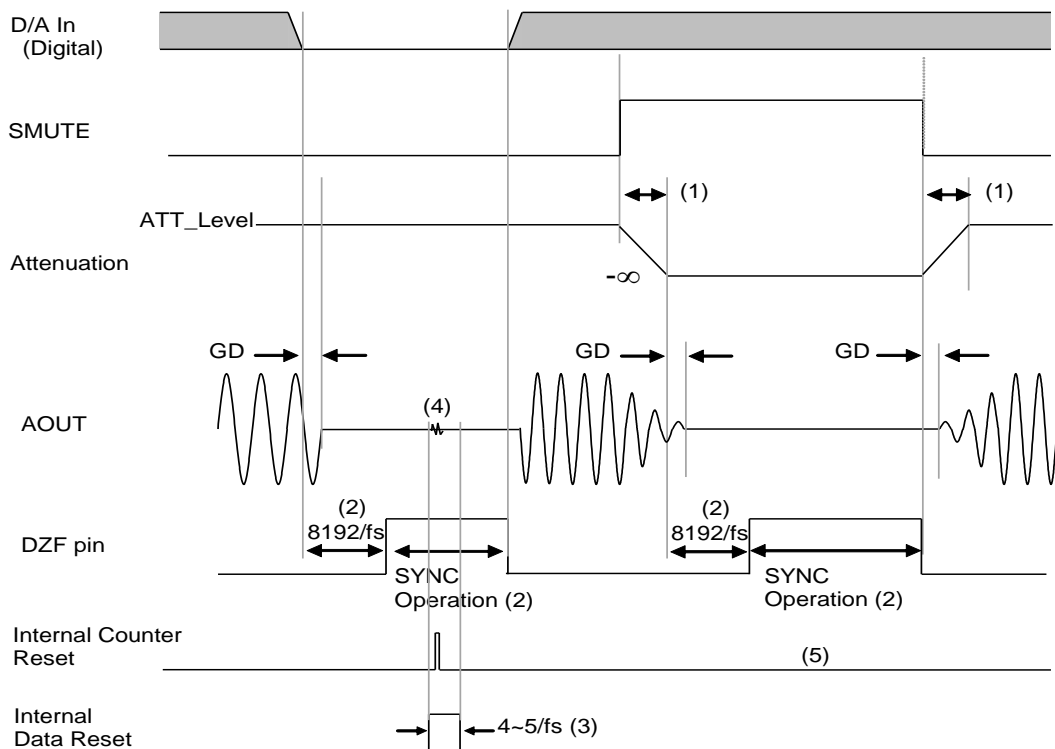 D/A In
(Digital)
SMUTE
(1)
(1)
ATT_Level
Attenuation
-∞
GD
GD
GD
(4)
AOUT
(2)
(2)
8192/fs
8192/fs
DZF pin
SYNC
Operation (2)
SYNC
Operation (2)
Internal Counter
Reset
(5)
Internal
Data Reset
4~5/fs (3)